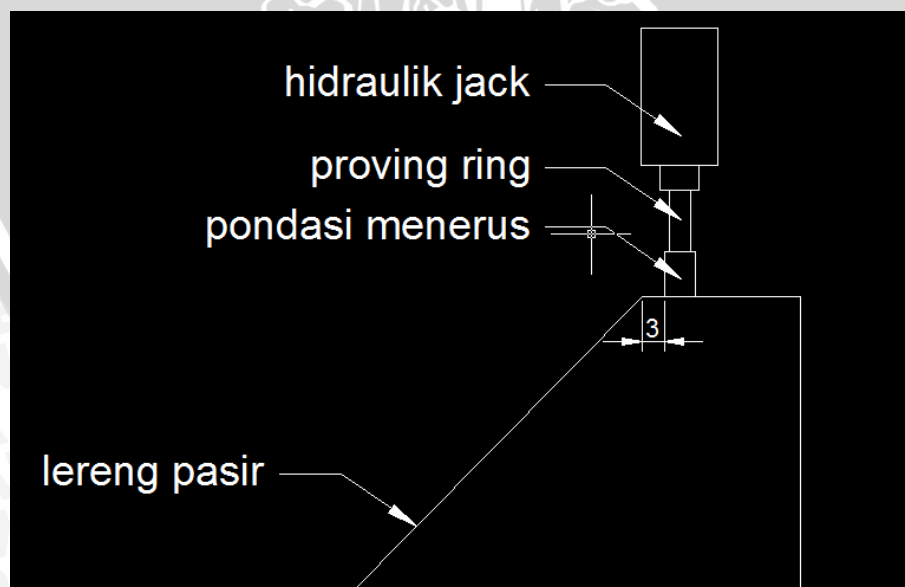 hidraulik jack
proving ring
pondasi menerus
3
lereng pasir